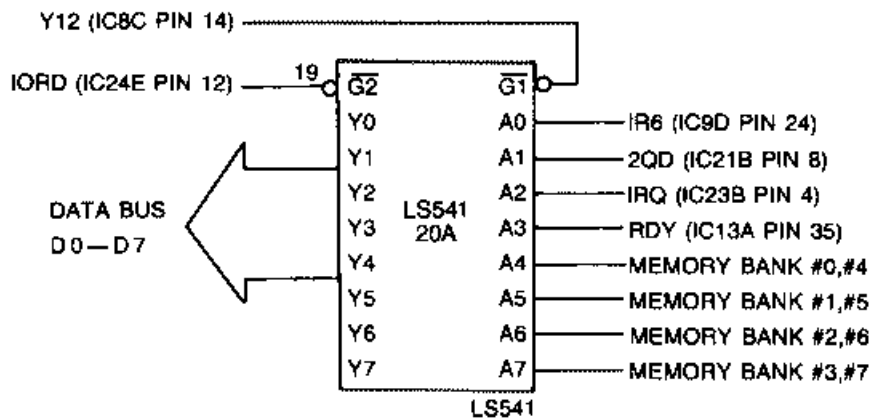 Y12 (IC8C PIN 14)
IORD (IC24E PIN 12)
19
G2
G1
Y0
A0
IR6 (IC9D PIN 24)
Y1
A1
2QD (IC21B PIN 8)
Y2
A2
IRQ (IC23B PIN 4)
DATA BUS
D0—D7
LS541
20A
Y3
A3
RDY (IC13A PIN 35)
Y4
A4
MEMORY BANK #0,#4
Y5
A5
MEMORY BANK #1,#5
Y6
A6
MEMORY BANK #2,#6
Y7
A7
MEMORY BANK #3,#7
LS541